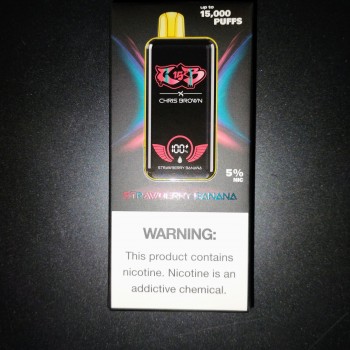 up to
15,000
PUFFS
CHRIS BROWN
100%
STRAWBERRY BANANA
5%
NIC
STRAWBERRY BANANA
WARNING:
This product contains
nicotine. Nicotine is an
addictive chemical.